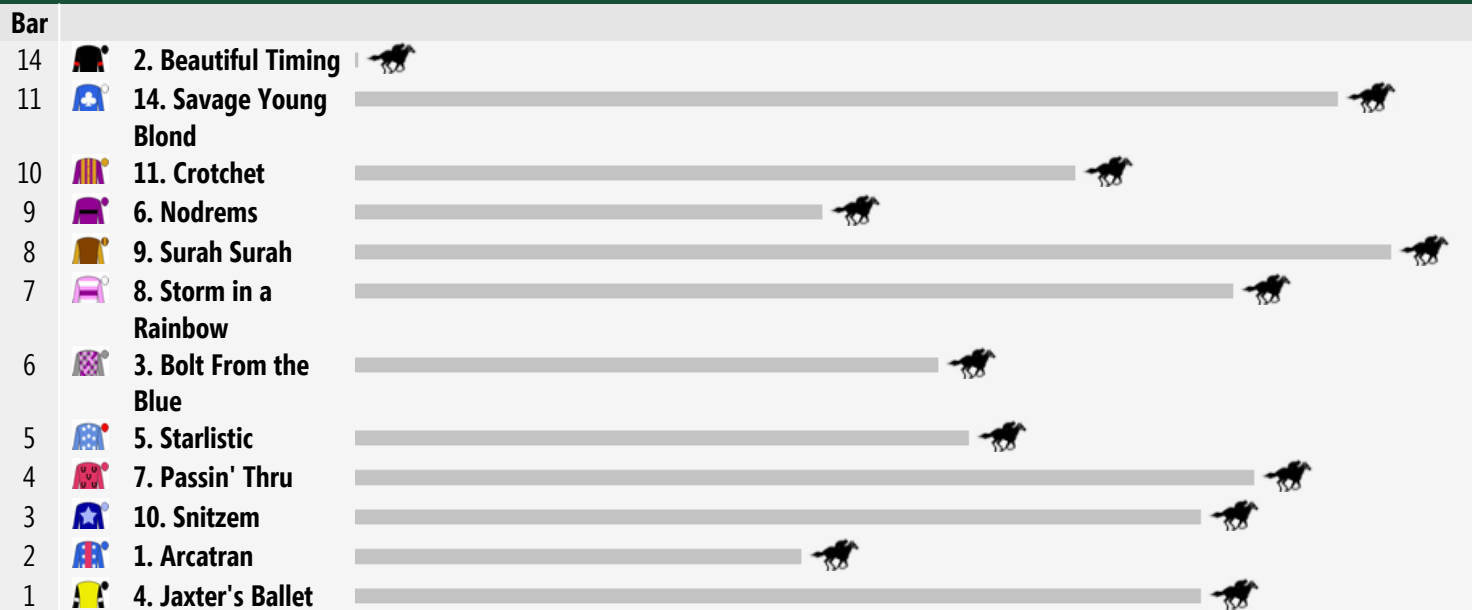 Bar
14 2. Beautiful Timing
11 14. Savage Young
Blond
10 11. Crotchet
9 6. Nodrems
8 9. Surah Surah
7 8. Storm in a
Rainbow
6 3. Bolt From the
Blue
5 5. Starlistic
4 7. Passin' Thru
3 10. Snitzem
2 1. Arcatran
1 4. Jaxter's Ballet